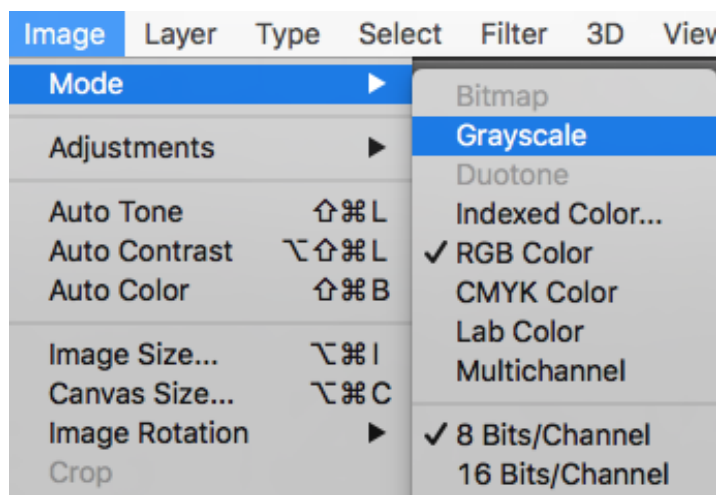 Image Layer Type Select Filter 3D View
Mode ▶
Bitmap
Grayscale
Adjustments ▶
Duotone
Auto Tone ⇧⌘L
Indexed Color...
Auto Contrast ⌥⇧⌘L
✓ RGB Color
Auto Color ⇧⌘B
CMYK Color
Lab Color
Image Size... ⌥⌘I
Multichannel
Canvas Size... ⌥⌘C
Image Rotation ▶
✓ 8 Bits/Channel
Crop
16 Bits/Channel